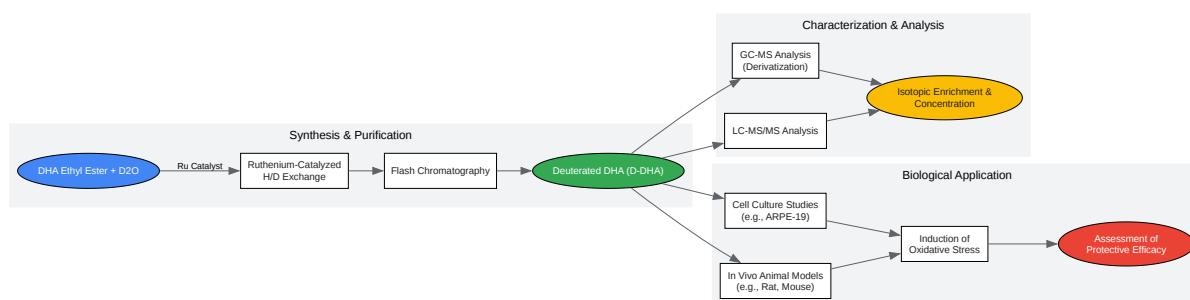 Synthesis & Purification
DHA Ethyl Ester + D2O
Ru Catalyst
Ruthenium-Catalyzed
H/D Exchange
Flash Chromatography
Deuterated DHA (D-DHA)
Characterization & Analysis
GC-MS Analysis
(Derivatization)
LC-MS/MS Analysis
Isotopic Enrichment &
Concentration
Biological Application
Cell Culture Studies
(e.g., ARPE-19)
In Vivo Animal Models
(e.g., Rat, Mouse)
Induction of
Oxidative Stress
Assessment of
Protective Efficacy